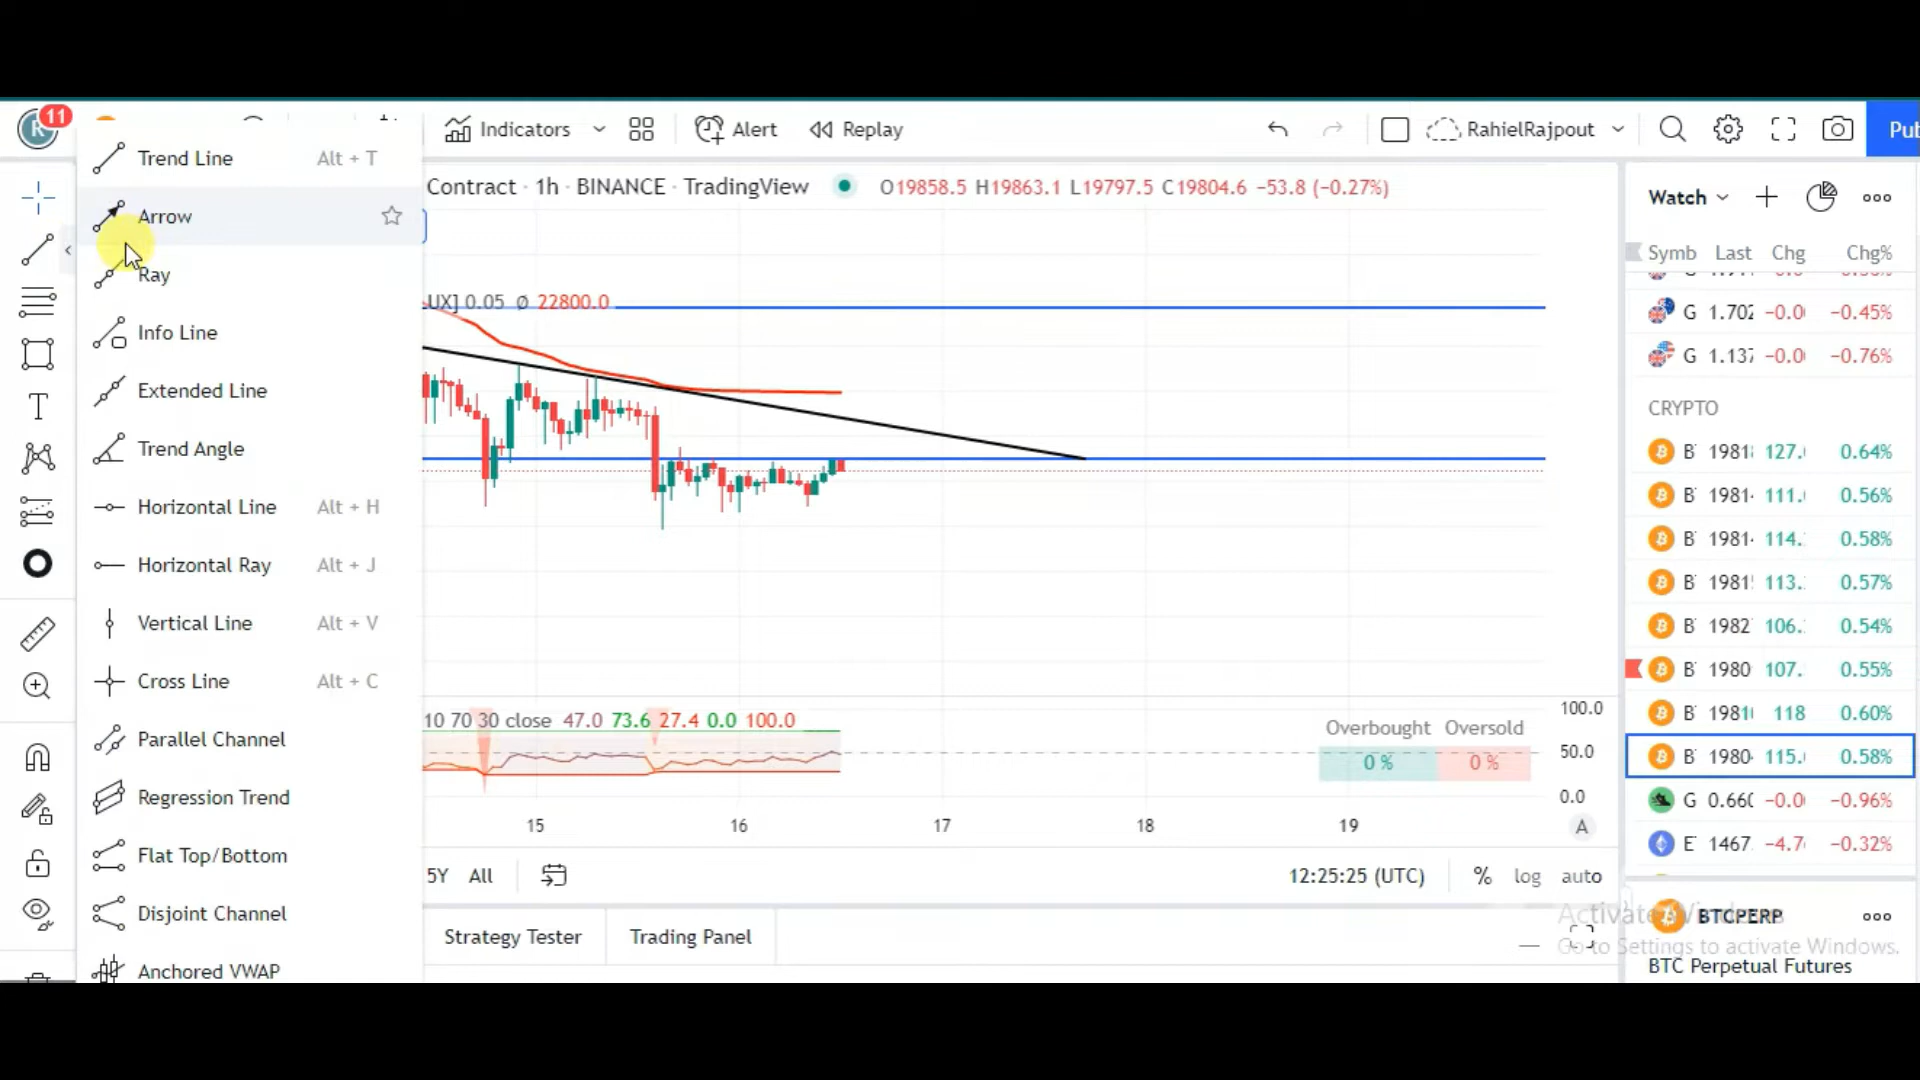 11
R
Indicators
Alert
Replay
RahielRajpout
Pu
Trend Line Alt + T
Arrow
Ray
Info Line
Extended Line
Trend Angle
Horizontal Line Alt + H
Horizontal Ray Alt + J
Vertical Line Alt + V
Cross Line Alt + C
Parallel Channel
Regression Trend
Flat Top/Bottom
Disjoint Channel
Anchored VWAP
T
Contract · 1h · BINANCE · TradingView O19858.5 H19863.1 L19797.5 C19804.6 −53.8 (−0.27%)
UX] 0.05 ø 22800.0
10 70 30 close 47.0 73.6 27.4 0.0 100.0
Overbought Oversold
0 % 0 %
100.0
50.0
0.0
15 16 17 18 19
A
5Y All
12:25:25 (UTC) % log auto
Strategy Tester
Trading Panel
Watch
Symb Last Chg Chg%
G 1.702 −0.0 −0.45%
G 1.137 −0.0 −0.76%
CRYPTO
B 1981 127. 0.64%
B 1981 111. 0.56%
B 1981 114. 0.58%
B 1981 113. 0.57%
B 1982 106. 0.54%
B 1980 107. 0.55%
B 1981 118 0.60%
B 1980 115. 0.58%
G 0.660 −0.0 −0.96%
E 1467. −4.7 −0.32%
BTCPERP
BTC Perpetual Futures
Activate Windows
Go to Settings to activate Windows.